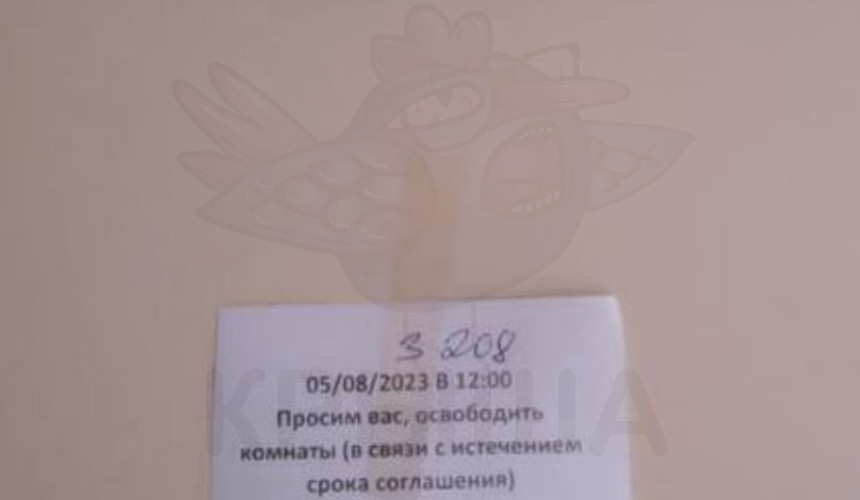 3 208
05/08/2023 В 12:00
Просим вас, освободить
комнаты (в связи с истечением
срока соглашения)